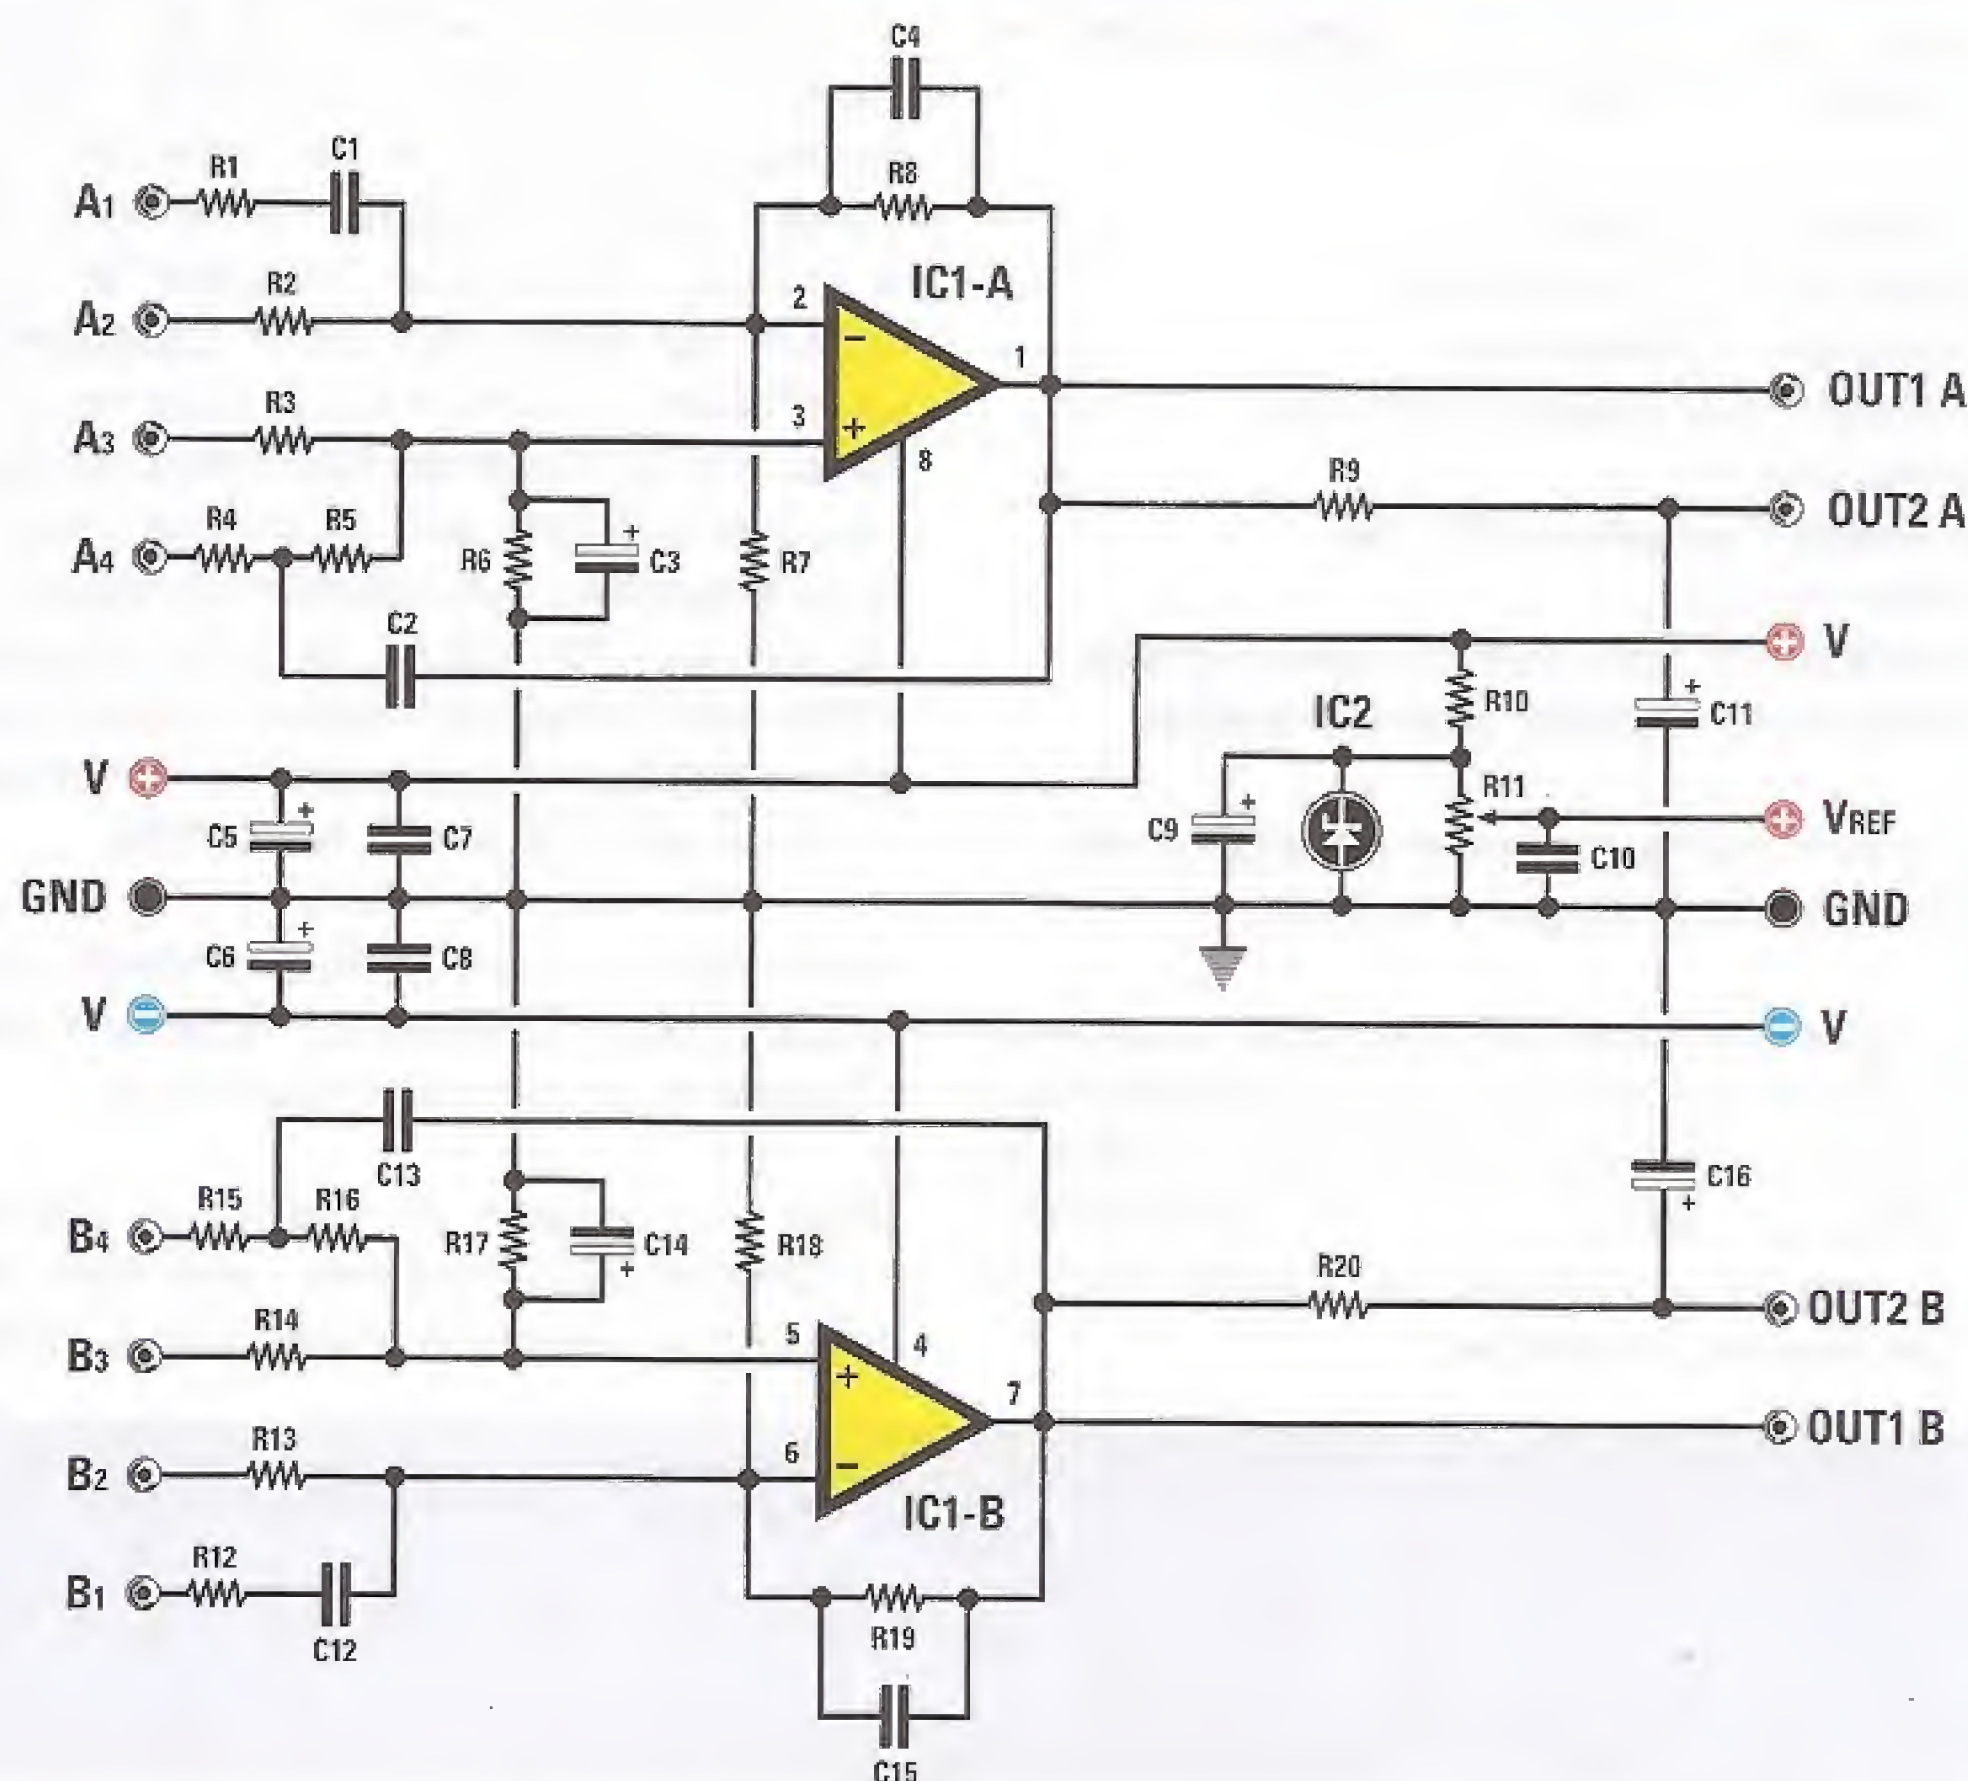 C4
C1
R1
R8
A1
IC1-A
R2
2
A2
−
1
R3
3
OUT1 A
A3
+
8
R9
R4
R5
+
OUT2 A
A4
R6
C3
R7
C2
+ V
IC2
R10
+
C11
V +
R11
+
+
C5
C7
C9
+ VREF
C10
GND
GND
+
C6
C8
V −
− V
C13
C16
+
R15
R16
B4
R17
C14
R18
+
R20
R14
5
4
OUT2 B
B3
+
7
R13
6
OUT1 B
B2
−
IC1-B
R12
B1
R19
C12
C15